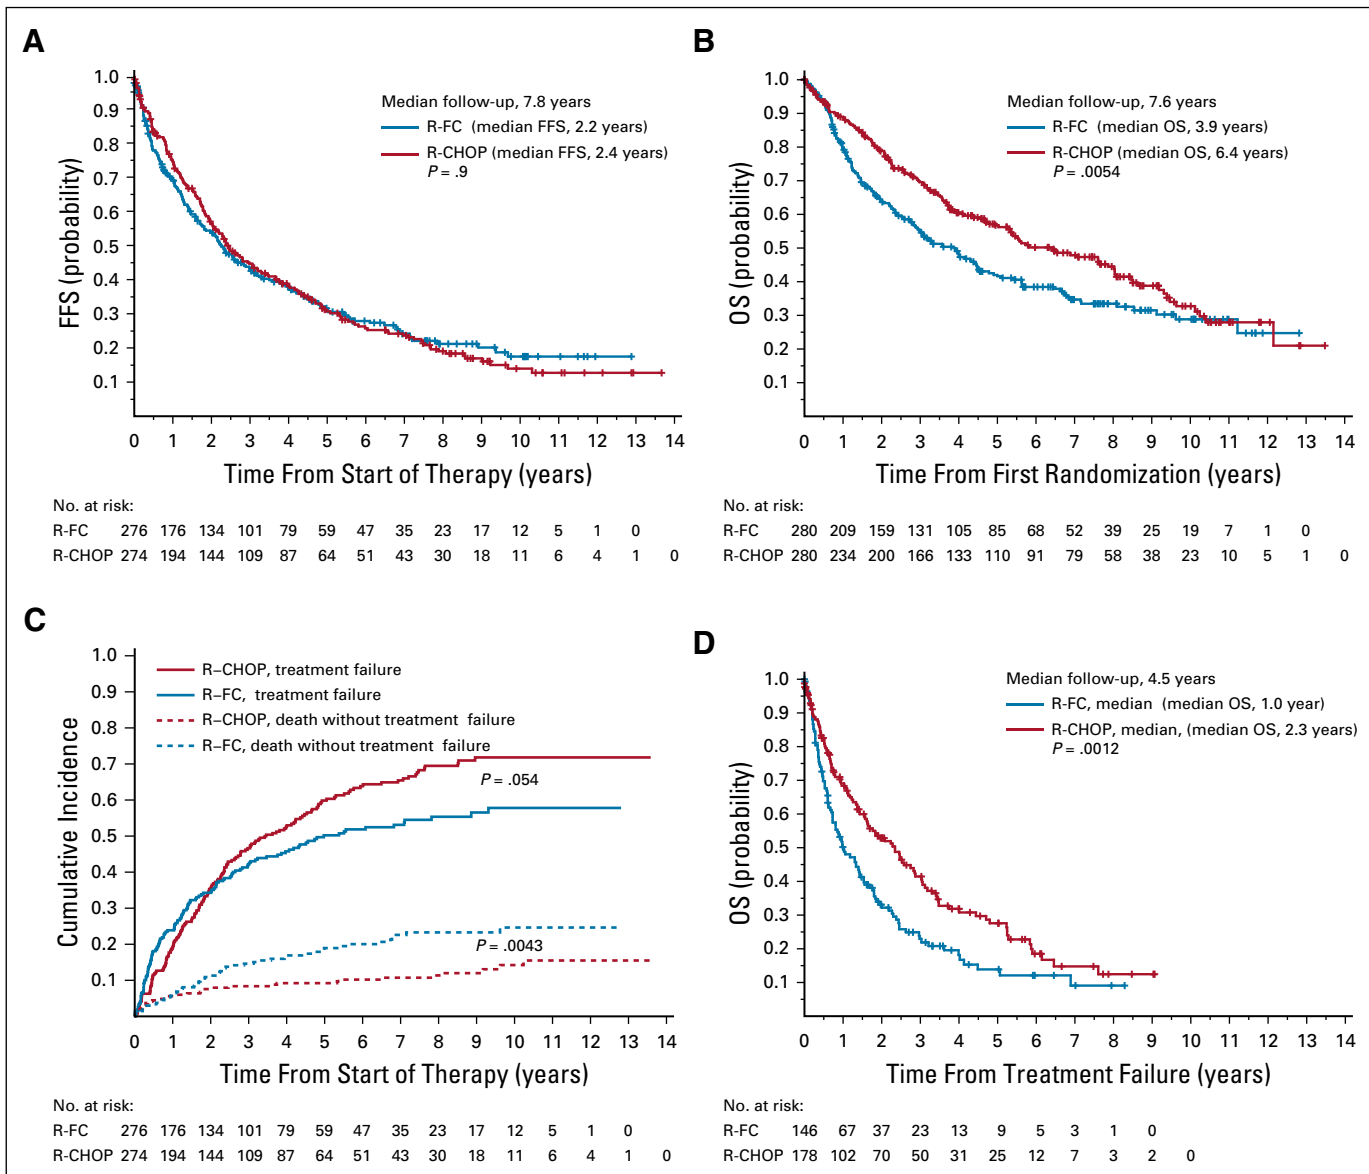 A
FFS (probability)
1.0
0.9
0.8
0.7
0.6
0.5
0.4
0.3
0.2
0.1
Median follow-up, 7.8 years
R-FC (median FFS, 2.2 years)
R-CHOP (median FFS, 2.4 years)
P = .9
0 1 2 3 4 5 6 7 8 9 10 11 12 13 14
Time From Start of Therapy (years)
No. at risk:
R-FC 276 176 134 101 79 59 47 35 23 17 12 5 1 0
R-CHOP 274 194 144 109 87 64 51 43 30 18 11 6 4 1 0
B
OS (probability)
1.0
0.9
0.8
0.7
0.6
0.5
0.4
0.3
0.2
0.1
Median follow-up, 7.6 years
R-FC (median OS, 3.9 years)
R-CHOP (median OS, 6.4 years)
P = .0054
0 1 2 3 4 5 6 7 8 9 10 11 12 13 14
Time From First Randomization (years)
No. at risk:
R-FC 280 209 159 131 105 85 68 52 39 25 19 7 1 0
R-CHOP 280 234 200 166 133 110 91 79 58 38 23 10 5 1 0
C
Cumulative Incidence
1.0
0.9
0.8
0.7
0.6
0.5
0.4
0.3
0.2
0.1
R–CHOP, treatment failure
R–FC, treatment failure
R–CHOP, death without treatment failure
R–FC, death without treatment failure
P = .054
P = .0043
0 1 2 3 4 5 6 7 8 9 10 11 12 13 14
Time From Start of Therapy (years)
No. at risk:
R-FC 276 176 134 101 79 59 47 35 23 17 12 5 1 0
R-CHOP 274 194 144 109 87 64 51 43 30 18 11 6 4 1 0
D
OS (probability)
1.0
0.9
0.8
0.7
0.6
0.5
0.4
0.3
0.2
0.1
Median follow-up, 4.5 years
R-FC, median (median OS, 1.0 year)
R-CHOP, median, (median OS, 2.3 years)
P = .0012
0 1 2 3 4 5 6 7 8 9 10 11 12 13 14
Time From Treatment Failure (years)
No. at risk:
R-FC 146 67 37 23 13 9 5 3 1 0
R-CHOP 178 102 70 50 31 25 12 7 3 2 0